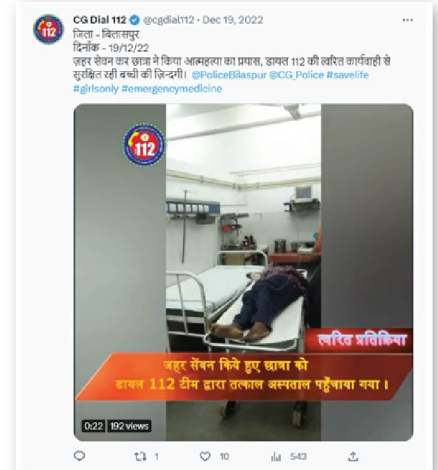 CG Dial 112 @cgdial112 · Dec 19, 2022
जिला - बिलासपुर
दिनाँक - 19/12/22
ज़हर सेवन कर छात्रा ने किया आत्महत्या का प्रयास, डायल 112 की त्वरित कार्यवाही से
सुरक्षित रही बच्ची की ज़िन्दगी। @PoliceBilaspur @CG_Police #savelife
#girlsonly #emergencymedicine
112
त्वरित प्रतिक्रिया
जहर सेंवन किये हुए छात्रा को
डायल 112 टीम द्वारा तत्काल अस्पताल पहुँचाया गया।
0:22 192 views
1 10 543